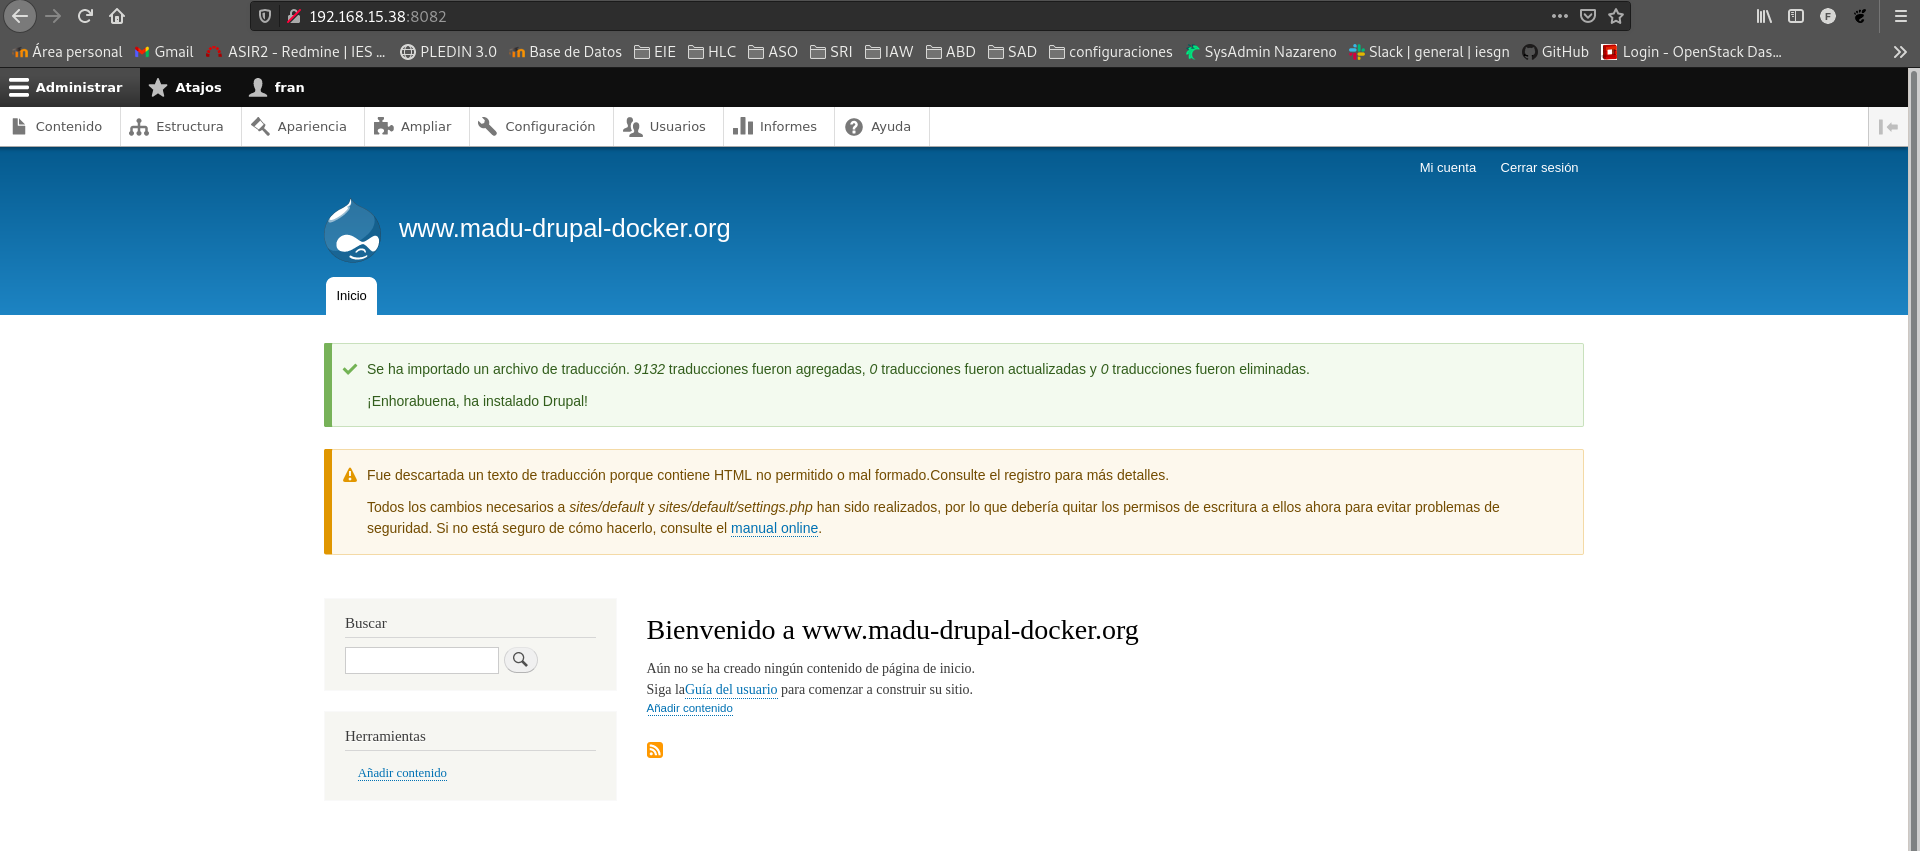 192.168.15.38:8082
F
Área personal Gmail ASIR2 - Redmine | IES ... PLEDIN 3.0 Base de Datos EIE HLC ASO SRI IAW ABD SAD configuraciones SysAdmin Nazareno Slack | general | iesgn GitHub Login - OpenStack Das...
Administrar Atajos fran
Contenido Estructura Apariencia Ampliar Configuración Usuarios Informes Ayuda
Mi cuenta Cerrar sesión
www.madu-drupal-docker.org
Inicio
Se ha importado un archivo de traducción. 9132 traducciones fueron agregadas, 0 traducciones fueron actualizadas y 0 traducciones fueron eliminadas.
¡Enhorabuena, ha instalado Drupal!
Fue descartada un texto de traducción porque contiene HTML no permitido o mal formado.Consulte el registro para más detalles.
Todos los cambios necesarios a sites/default y sites/default/settings.php han sido realizados, por lo que debería quitar los permisos de escritura a ellos ahora para evitar problemas de
seguridad. Si no está seguro de cómo hacerlo, consulte el manual online.
Buscar
Herramientas
Añadir contenido
Bienvenido a www.madu-drupal-docker.org
Aún no se ha creado ningún contenido de página de inicio.
Siga laGuía del usuario para comenzar a construir su sitio.
Añadir contenido